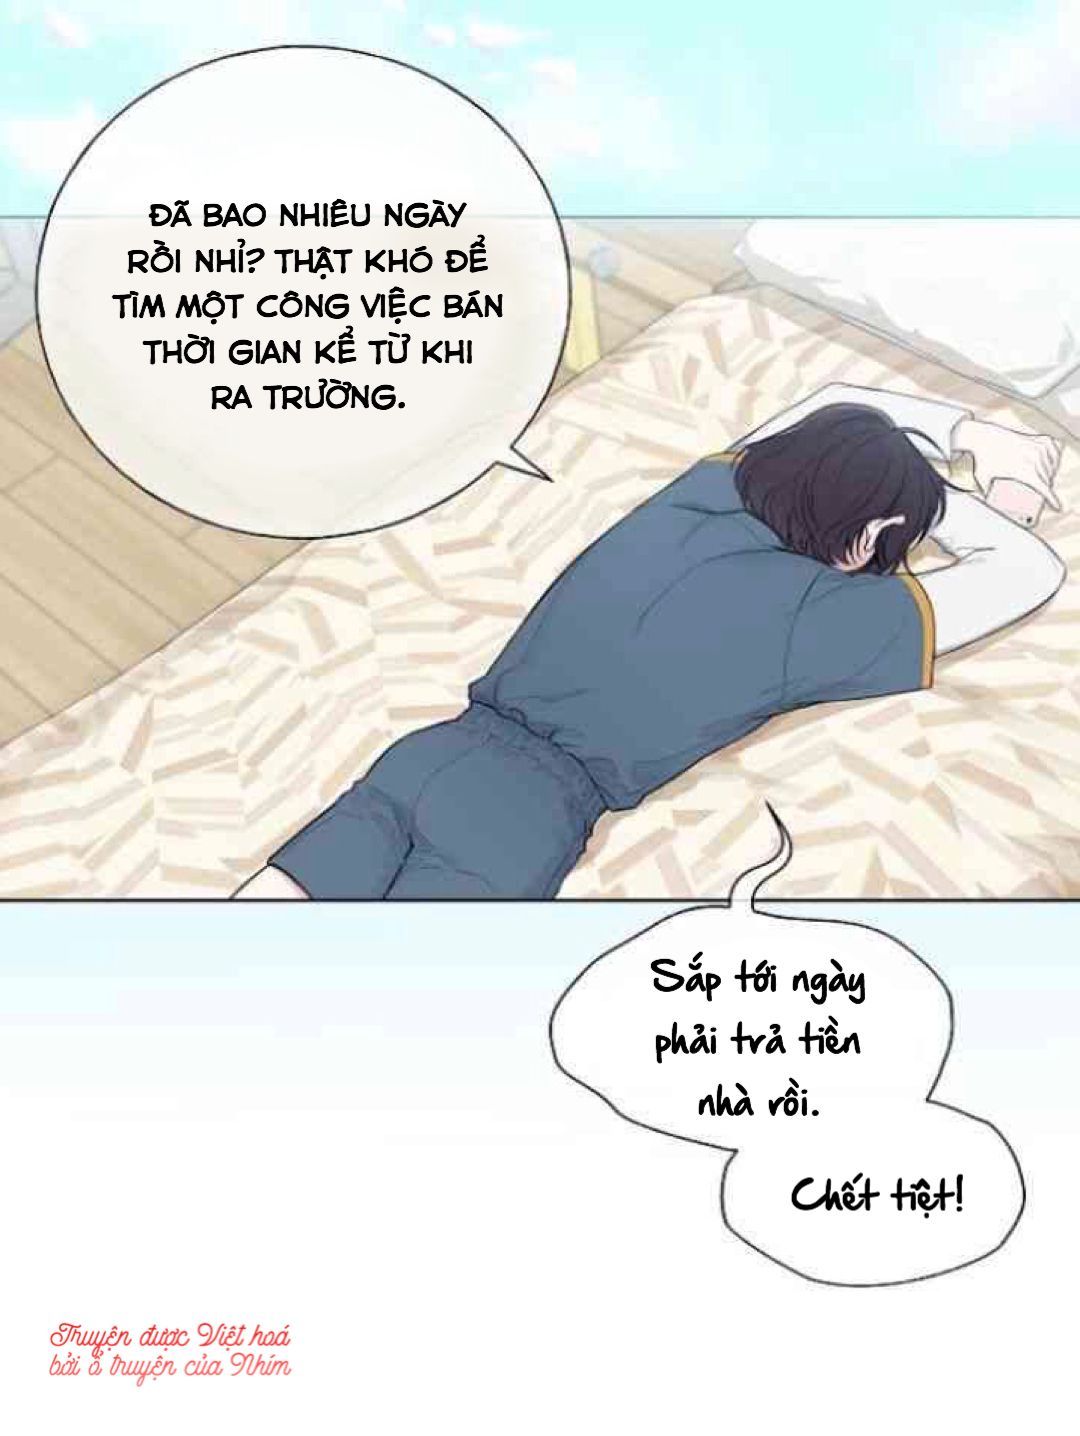 ĐÃ BAO NHIÊU NGÀY
RỒI NHỈ? THẬT KHÓ ĐỂ
TÌM MỘT CÔNG VIỆC BÁN
THỜI GIAN KỂ TỪ KHI
RA TRƯỜNG.
Sắp tới ngày
phải trả tiền
nhà rồi.
Chết tiệt!
Truyện được Việt hoá
bởi ổ truyện của Nhím